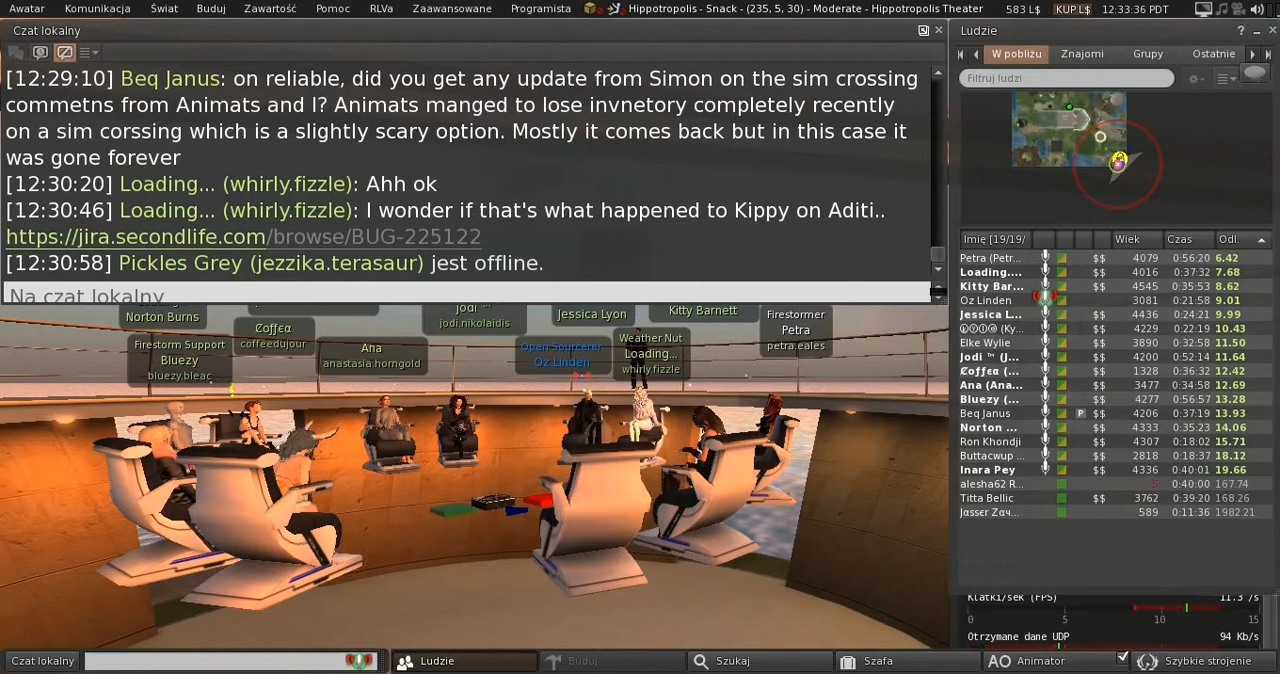 Awatar Komunikacja Świat Buduj Zawartość Pomoc RLVa Zaawansowane Programista Hippotropolis - Snack - (235, 5, 30) - Moderate - Hippotropolis Theater 583 L$ KUP L$ 12:33:36 PDT
Czat lokalny
[12:29:10] Beq Janus: on reliable, did you get any update from Simon on the sim crossing
commetns from Animats and I? Animats manged to lose invnetory completely recently
on a sim corssing which is a slightly scary option. Mostly it comes back but in this case it
was gone forever
[12:30:20] Loading... (whirly.fizzle): Ahh ok
[12:30:46] Loading... (whirly.fizzle): I wonder if that's what happened to Kippy on Aditi..
https://jira.secondlife.com/browse/BUG-225122
[12:30:58] Pickles Grey (jezzika.terasaur) jest offline.
Na czat lokalny
Norton Burns
Coffee
coffeedujour
Firestorm Support
Bluezy
bluezy.bleac
Ana
anastasia.horngold
Jodi ™
jodi.nikolaidis
Jessica Lyon
Open Sourcerer
Oz Linden
Kitty Barnett
Weather Nut
Loading...
whirly.fizzle
Firestormer
Petra
petra.eales
Ludzie
W pobliżu Znajomi Grupy Ostatnie
Filtruj ludzi
Imię [19/19/ Wiek Czas Odl.
Petra (Petr... $$ 4079 0:56:20 6.42
Loading.... $$ 4016 0:37:32 7.68
Kitty Bar... $$ 4545 0:35:53 8.62
Oz Linden 3081 0:21:58 9.01
Jessica L... $$ 4436 0:24:21 9.99
(Ky... $$ 4229 0:22:19 10.43
Elke Wylie $$ 3890 0:32:58 11.50
Jodi ™ (J... $$ 4200 0:52:14 11.64
$$ 1328 0:36:32 12.42
Ana (Ana... $$ 3477 0:34:58 12.69
Bluezy (... $$ 4277 0:56:57 13.28
Beq Janus P $$ 4206 0:37:19 13.93
Norton ... $$ 4333 0:35:23 14.06
Ron Khondji $$ 4307 0:18:02 15.71
Buttacwup ... $$ 2818 0:18:37 18.12
Inara Pey $$ 4336 0:40:01 19.66
alesha62 R... 5 0:40:00 167.74
Titta Bellic $$ 3762 0:39:20 168.26
589 0:11:36 1982.21
Klatki/sek (FPS) 11.3 /s
0 5 10 15
Otrzymane dane UDP 94 Kb/s
Czat lokalny Ludzie Buduj Szukaj Szafa AO Animator Szybkie strojenie